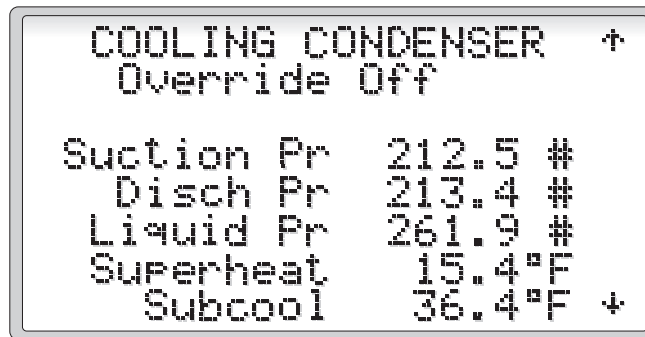 COOLING CONDENSER ↑
Override Off
Suction Pr 212.5 #
Disch Pr 213.4 #
Liquid Pr 261.9 #
Superheat 15.4°F
Subcool 36.4°F ↓